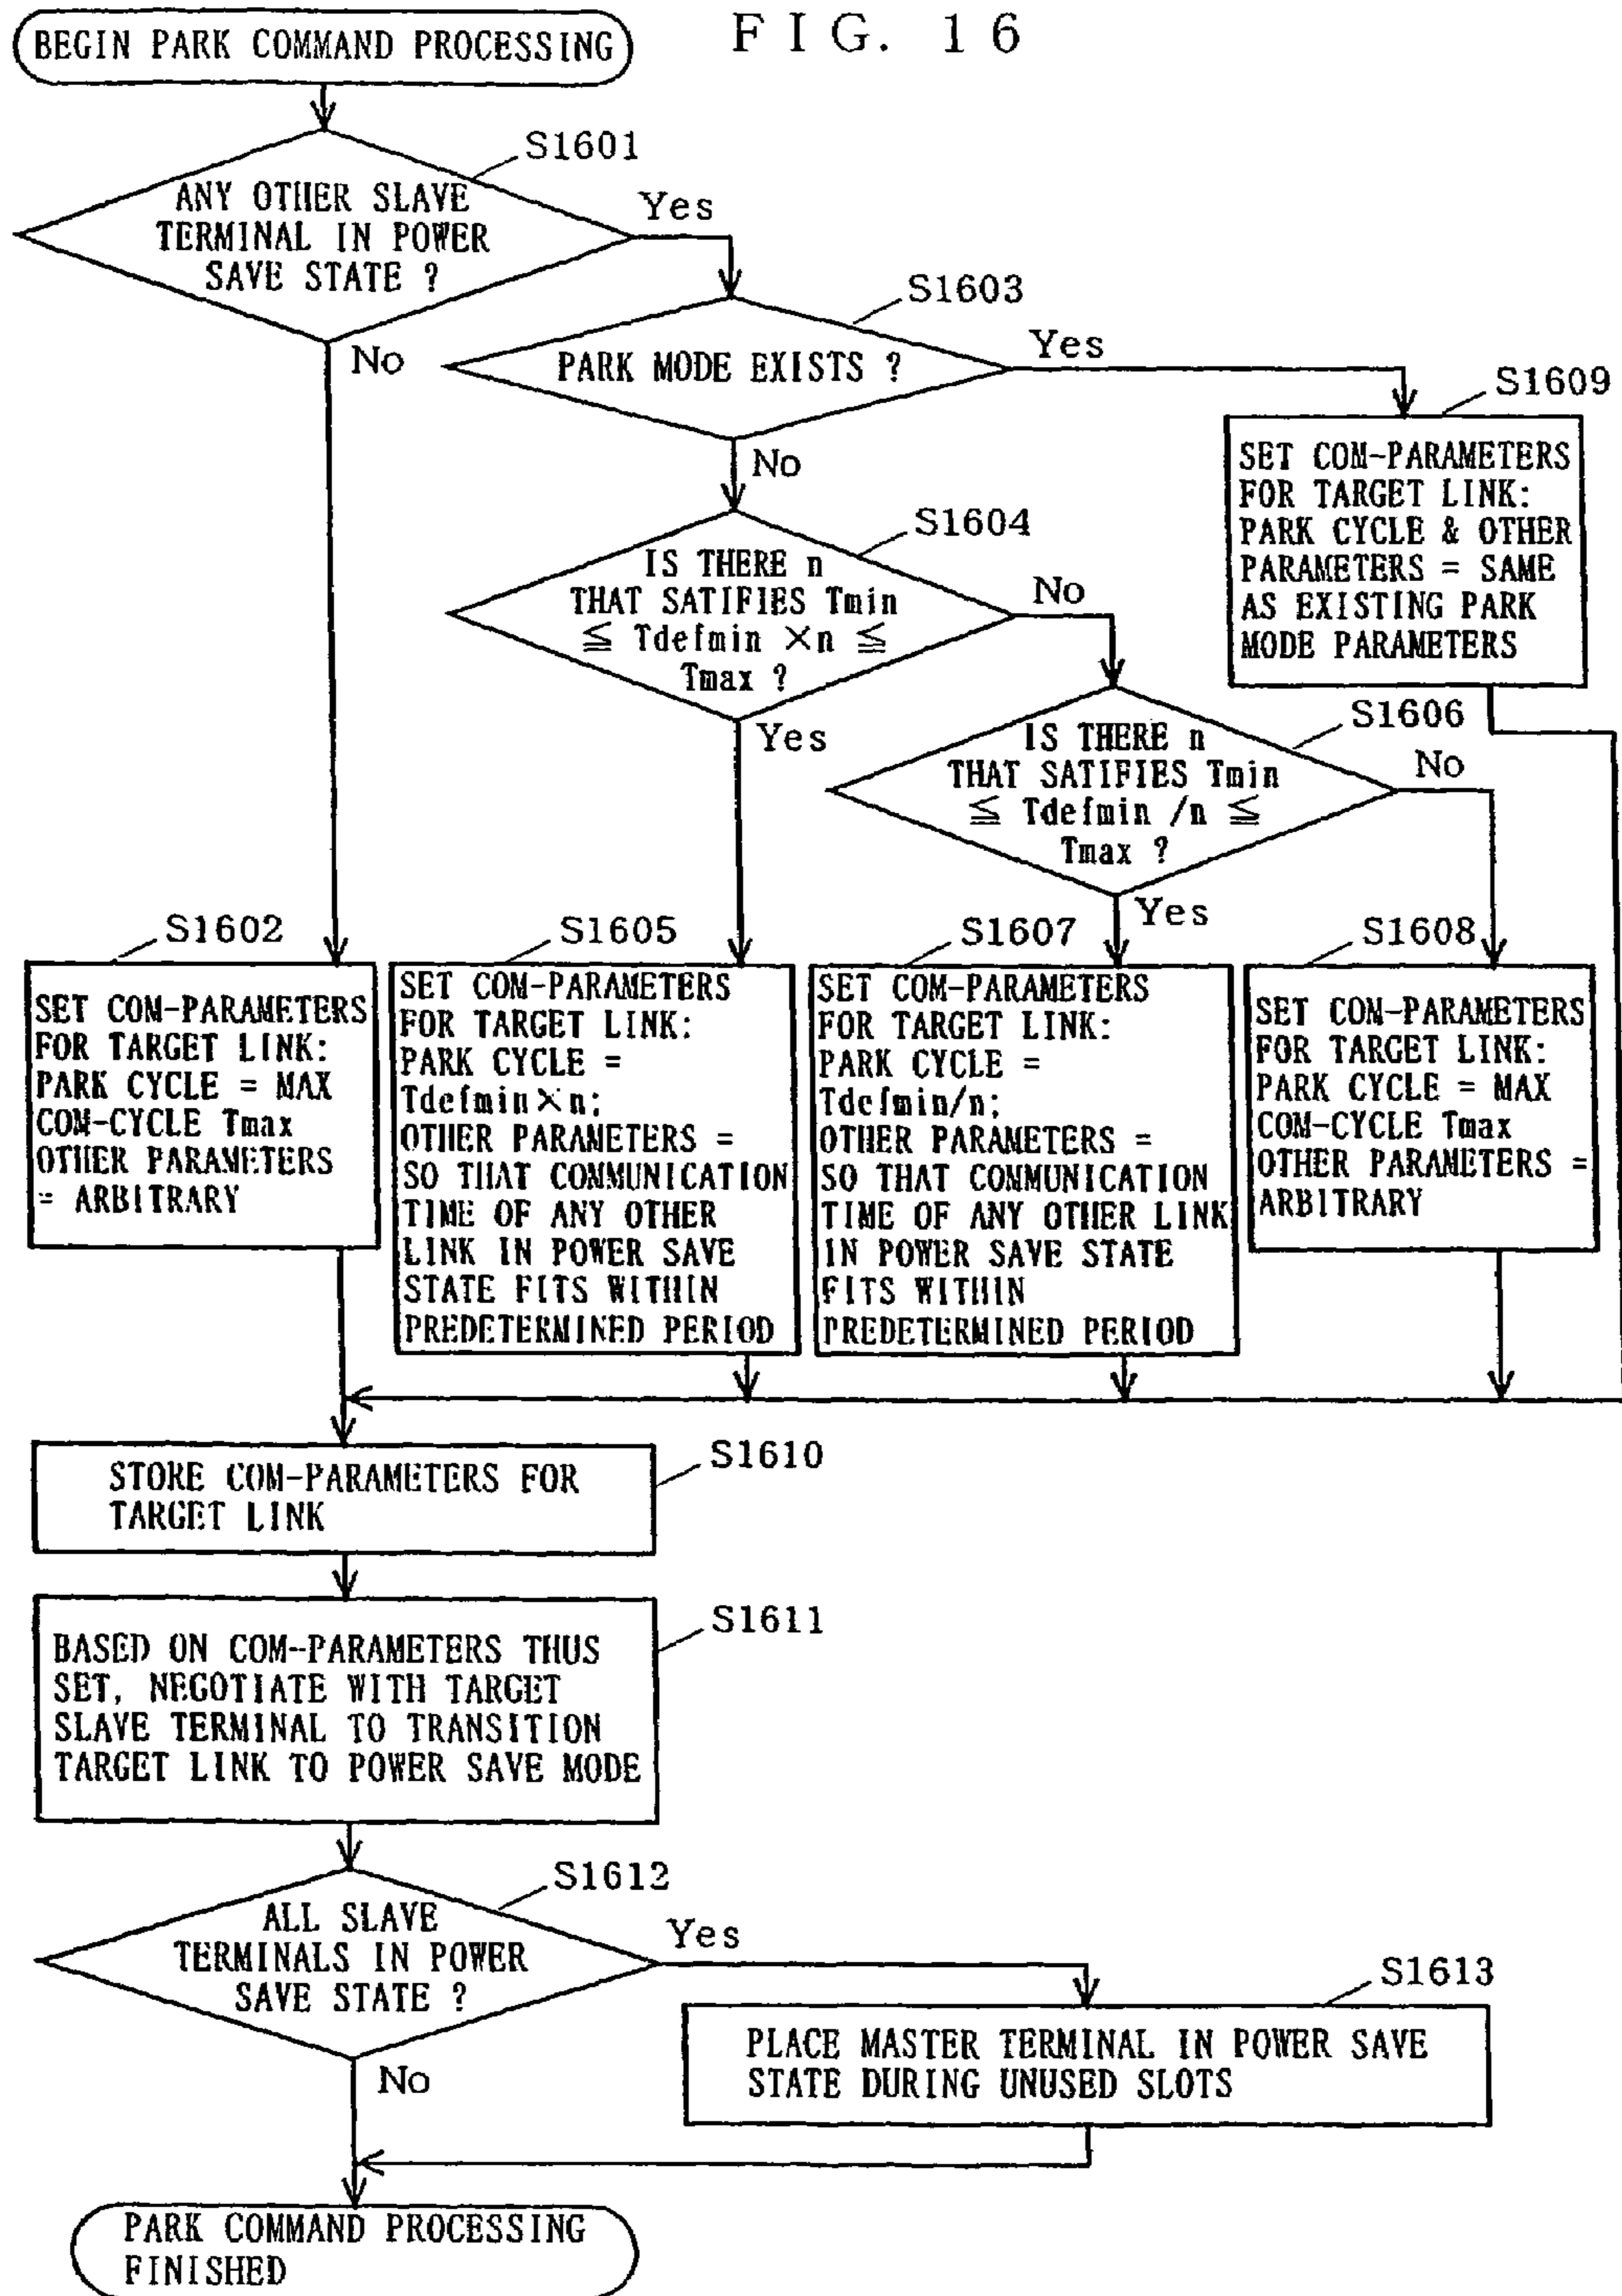 FIG. 16
BEGIN PARK COMMAND PROCESSING
S1601
ANY OTHER SLAVE
TERMINAL IN POWER
SAVE STATE ?
Yes
No
S1603
PARK MODE EXISTS ?
Yes
No
S1609
SET COM-PARAMETERS
FOR TARGET LINK:
PARK CYCLE & OTHER
PARAMETERS = SAME
AS EXISTING PARK
MODE PARAMETERS
S1604
IS THERE n
THAT SATIFIES Tmin
≦ Tdefmin ×n ≦
Tmax ?
No
Yes
S1606
IS THERE n
THAT SATIFIES Tmin
≦ Tdefmin /n ≦
Tmax ?
No
Yes
S1602
SET COM-PARAMETERS
FOR TARGET LINK:
PARK CYCLE = MAX
COM-CYCLE Tmax
OTHER PARAMETERS
= ARBITRARY
S1605
SET COM-PARAMETERS
FOR TARGET LINK:
PARK CYCLE =
Tdefmin×n;
OTHER PARAMETERS =
SO THAT COMMUNICATION
TIME OF ANY OTHER
LINK IN POWER SAVE
STATE FITS WITHIN
PREDETERMINED PERIOD
S1607
SET COM-PARAMETERS
FOR TARGET LINK:
PARK CYCLE =
Tdefmin/n;
OTHER PARAMETERS =
SO THAT COMMUNICATION
TIME OF ANY OTHER LINK
IN POWER SAVE STATE
FITS WITHIN
PREDETERMINED PERIOD
S1608
SET COM-PARAMETERS
FOR TARGET LINK:
PARK CYCLE = MAX
COM-CYCLE Tmax
OTHER PARAMETERS =
ARBITRARY
S1610
STORE COM-PARAMETERS FOR
TARGET LINK
S1611
BASED ON COM-PARAMETERS THUS
SET, NEGOTIATE WITH TARGET
SLAVE TERMINAL TO TRANSITION
TARGET LINK TO POWER SAVE MODE
S1612
ALL SLAVE
TERMINALS IN POWER
SAVE STATE ?
Yes
No
S1613
PLACE MASTER TERMINAL IN POWER SAVE
STATE DURING UNUSED SLOTS
PARK COMMAND PROCESSING
FINISHED